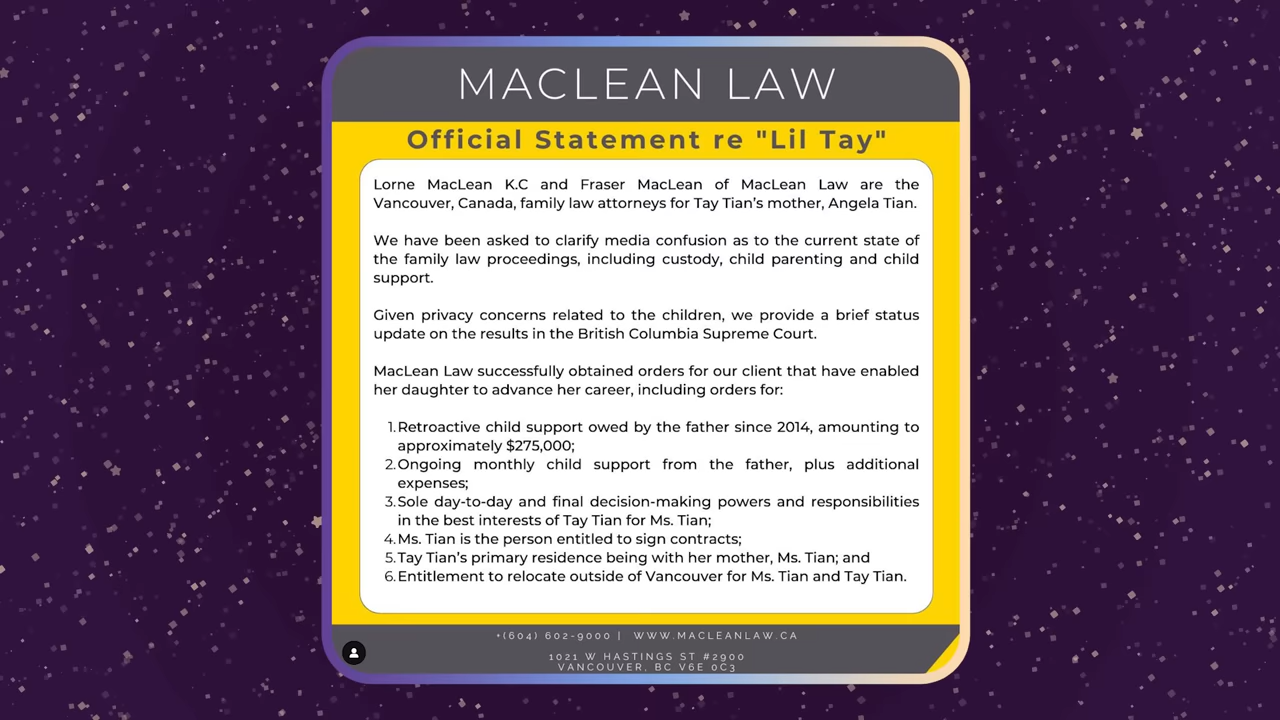 MACLEAN LAW
Official Statement re "Lil Tay"
Lorne MacLean K.C and Fraser MacLean of MacLean Law are the
Vancouver, Canada, family law attorneys for Tay Tian’s mother, Angela Tian.
We have been asked to clarify media confusion as to the current state of
the family law proceedings, including custody, child parenting and child
support.
Given privacy concerns related to the children, we provide a brief status
update on the results in the British Columbia Supreme Court.
MacLean Law successfully obtained orders for our client that have enabled
her daughter to advance her career, including orders for:
1. Retroactive child support owed by the father since 2014, amounting to
approximately $275,000;
2. Ongoing monthly child support from the father, plus additional
expenses;
3. Sole day-to-day and final decision-making powers and responsibilities
in the best interests of Tay Tian for Ms. Tian;
4. Ms. Tian is the person entitled to sign contracts;
5. Tay Tian’s primary residence being with her mother, Ms. Tian; and
6. Entitlement to relocate outside of Vancouver for Ms. Tian and Tay Tian.
+(604) 602-9000 | WWW.MACLEANLAW.CA
1021 W HASTINGS ST #2900
VANCOUVER, BC V6E 0C3